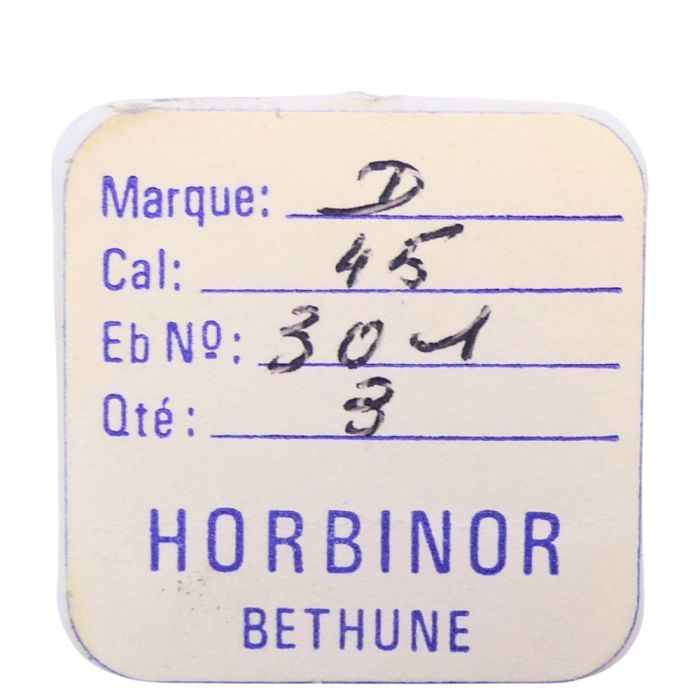 Marque: D
Cal: 45
Eb Nº: 301
Qté: 3
HORBINOR
BETHUNE